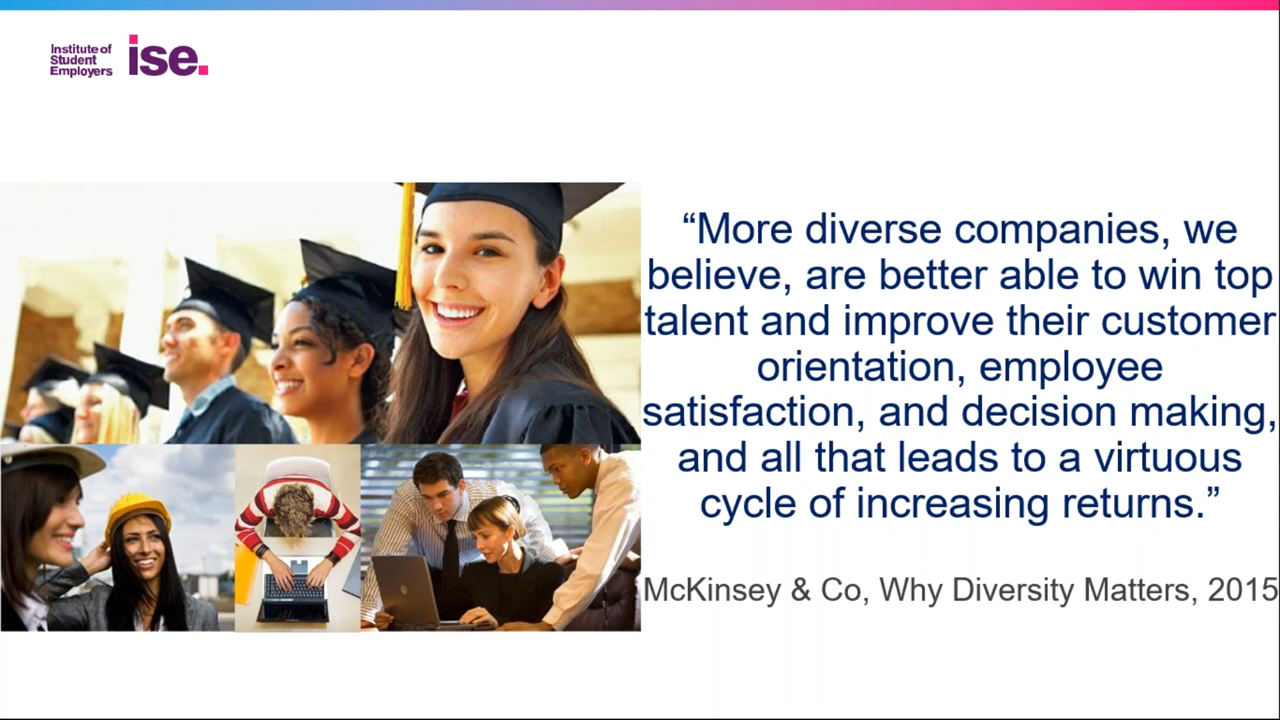 Institute of
Student
Employers
ise.
“More diverse companies, we
believe, are better able to win top
talent and improve their customer
orientation, employee
satisfaction, and decision making,
and all that leads to a virtuous
cycle of increasing returns.”
McKinsey & Co, Why Diversity Matters, 2015